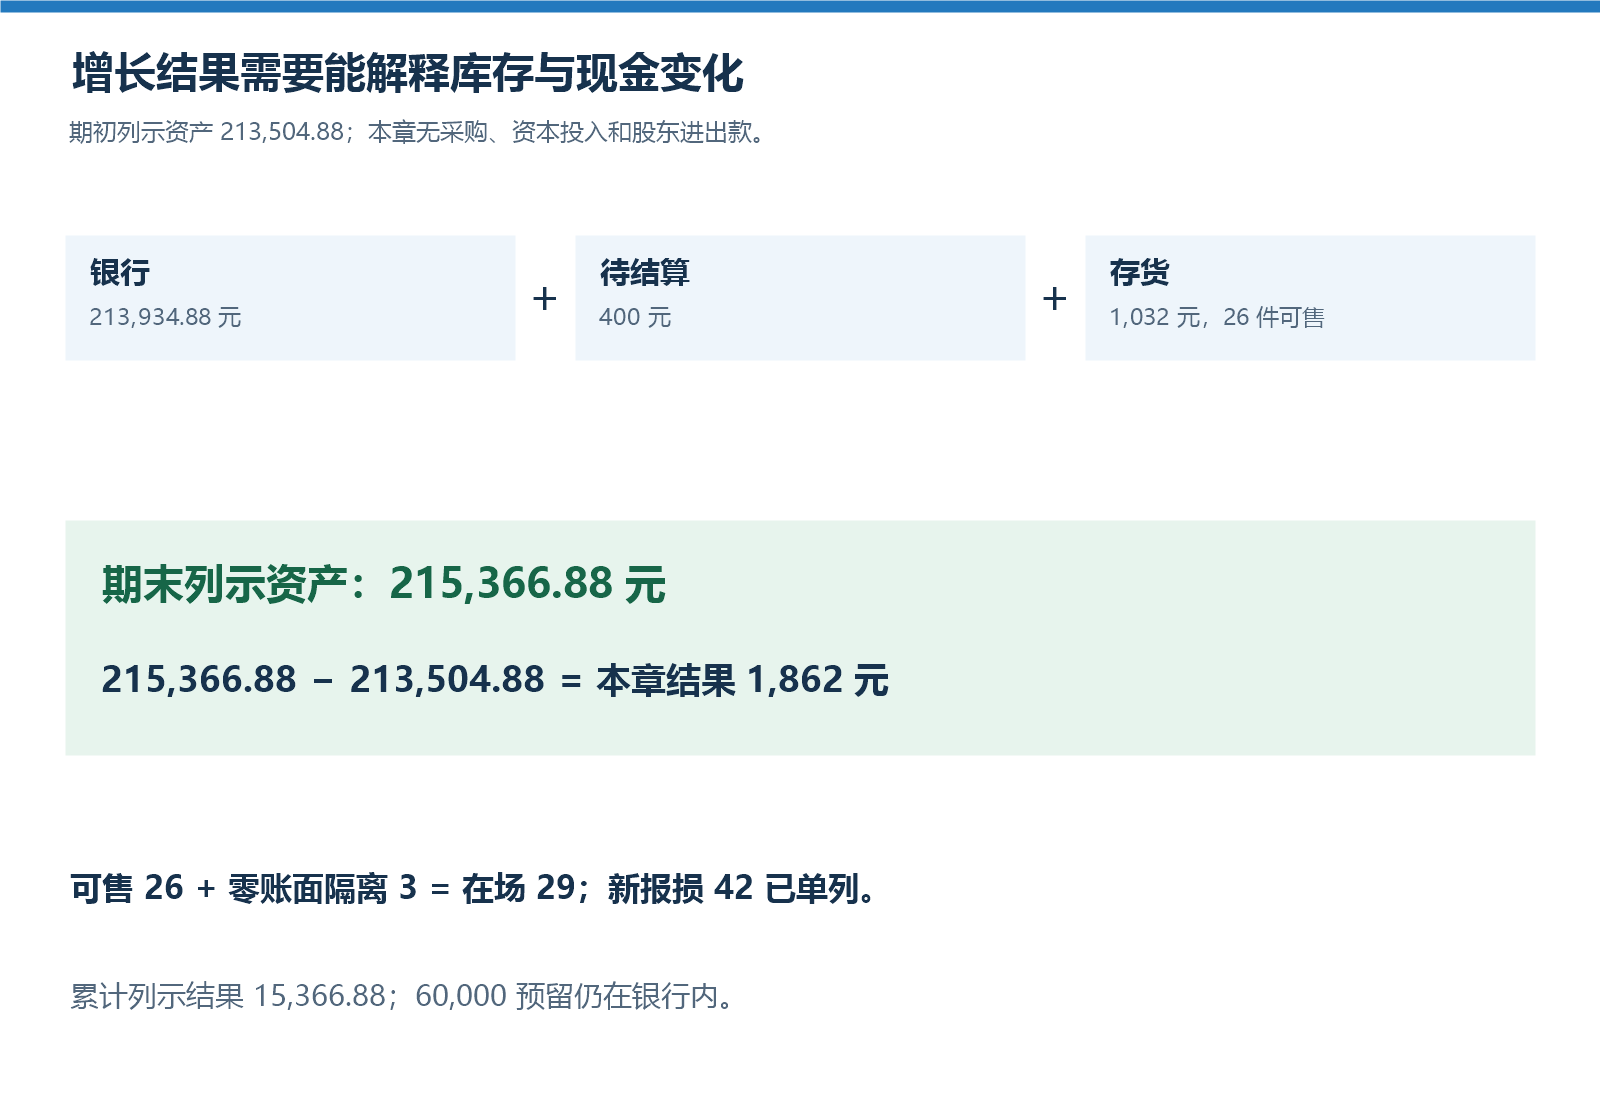 增长结果需要能解释库存与现金变化
期初列示资产 213,504.88；本章无采购、资本投入和股东进出款。
银行
213,934.88 元
+
待结算
400 元
+
存货
1,032 元，26 件可售
期末列示资产：215,366.88 元
215,366.88 − 213,504.88 = 本章结果 1,862 元
可售 26 + 零账面隔离 3 = 在场 29；新报损 42 已单列。
累计列示结果 15,366.88；60,000 预留仍在银行内。